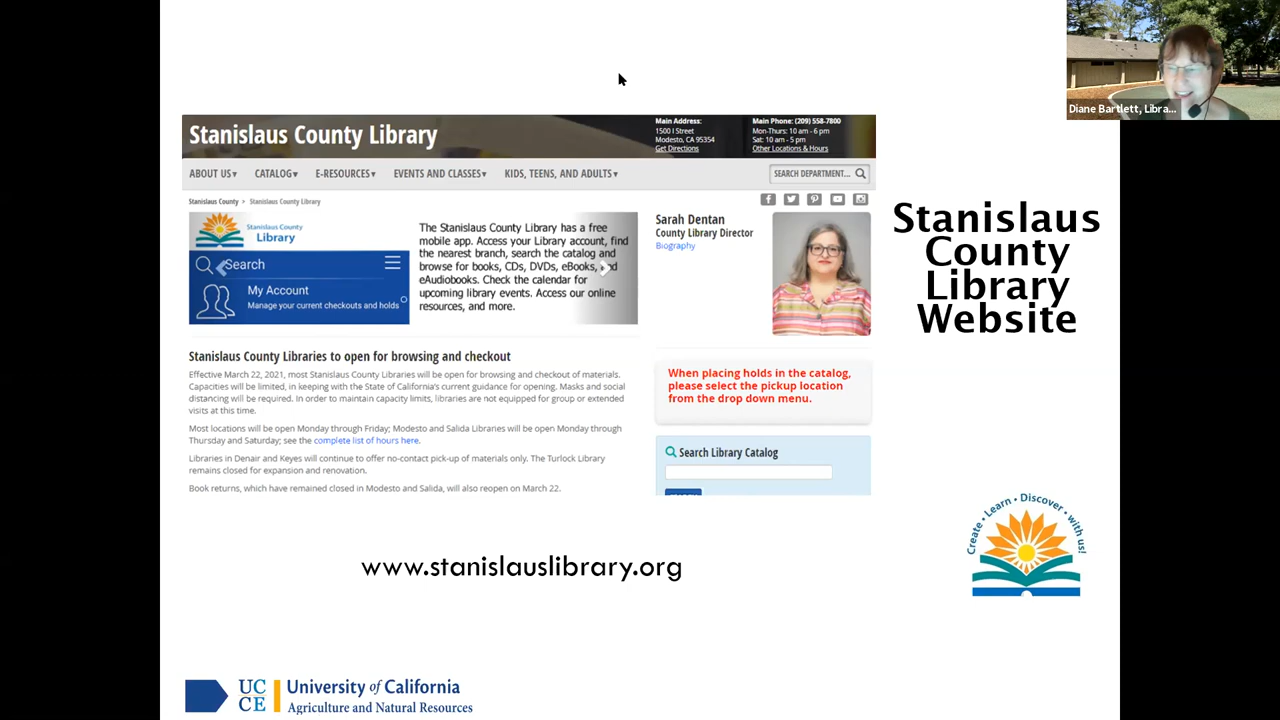 Diane Bartlett, Libra...
Stanislaus County Library
Main Address:
1500 I Street
Modesto, CA 95354
Get Directions
Main Phone: (209) 558-7800
Mon-Thurs: 10 am - 6 pm
Sat: 10 am - 5 pm
Other Locations & Hours
ABOUT US▾ CATALOG▾ E-RESOURCES▾ EVENTS AND CLASSES▾ KIDS, TEENS, AND ADULTS▾
SEARCH DEPARTMENT...
Stanislaus County > Stanislaus County Library
Stanislaus County
Library
Search
My Account
Manage your current checkouts and holds
The Stanislaus County Library has a free
mobile app. Access your Library account, find
the nearest branch, search the catalog and
browse for books, CDs, DVDs, eBooks, and
eAudiobooks. Check the calendar for
upcoming library events. Access our online
resources, and more.
Sarah Dentan
County Library Director
Biography
Stanislaus
County
Library
Website
Stanislaus County Libraries to open for browsing and checkout
Effective March 22, 2021, most Stanislaus County Libraries will be open for browsing and checkout of materials.
Capacities will be limited, in keeping with the State of California's current guidance for opening. Masks and social
distancing will be required. In order to maintain capacity limits, libraries are not equipped for group or extended
visits at this time.
Most locations will be open Monday through Friday; Modesto and Salida Libraries will be open Monday through
Thursday and Saturday; see the complete list of hours here.
Libraries in Denair and Keyes will continue to offer no-contact pick-up of materials only. The Turlock Library
remains closed for expansion and renovation.
Book returns, which have remained closed in Modesto and Salida, will also reopen on March 22.
When placing holds in the catalog,
please select the pickup location
from the drop down menu.
Search Library Catalog
www.stanislauslibrary.org
Create • Learn • Discover • with us!
UC
CE
University of California
Agriculture and Natural Resources